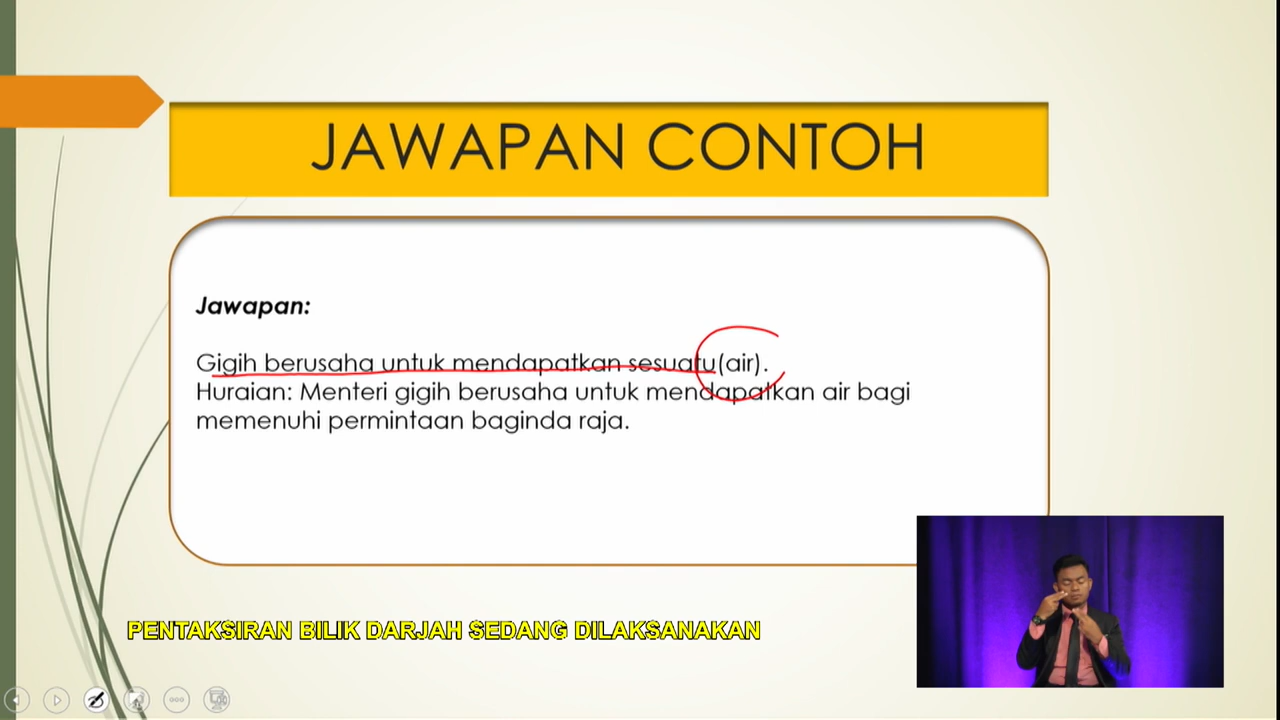 JAWAPAN CONTOH
Jawapan:
Gigih berusaha untuk mendapatkan sesuatu(air).
Huraian: Menteri gigih berusaha untuk mendapatkan air bagi
memenuhi permintaan baginda raja.
PENTAKSIRAN BILIK DARJAH SEDANG DILAKSANAKAN